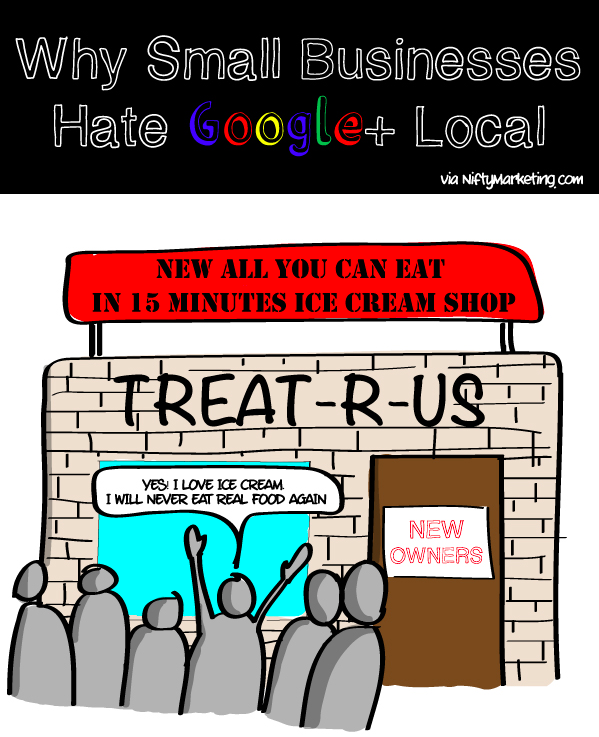 Why Small Businesses
Hate Google+ Local
via NiftyMarketing.com
NEW ALL YOU CAN EAT
IN 15 MINUTES ICE CREAM SHOP
TREAT-R-US
YES! I LOVE ICE CREAM.
I WILL NEVER EAT REAL FOOD AGAIN
NEW
OWNERS